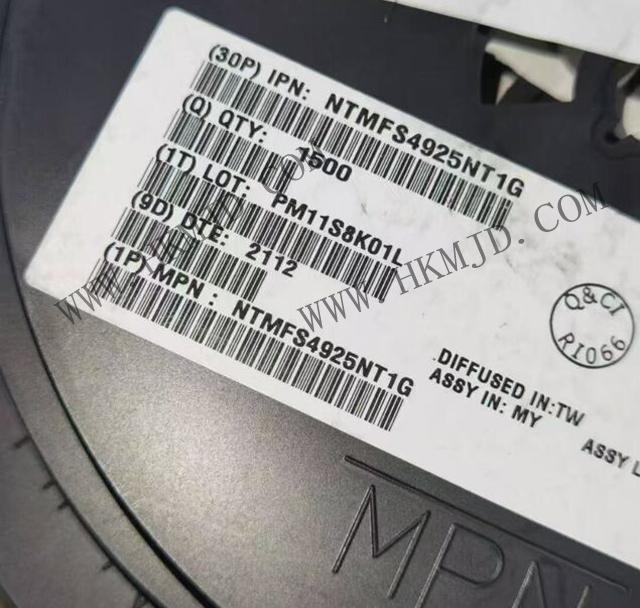 (30P) IPN: NTMFS4925NT1G
(Q) QTY: 1500
(1T) LOT: PM11S8K01L
(9D) DTE: 2112
(1P) MPN : NTMFS4925NT1G
WWW.HKMJD.COM
Q&CI
RI066
.DIFFUSED IN:TW
ASSY IN: MY
ASSY
MPN